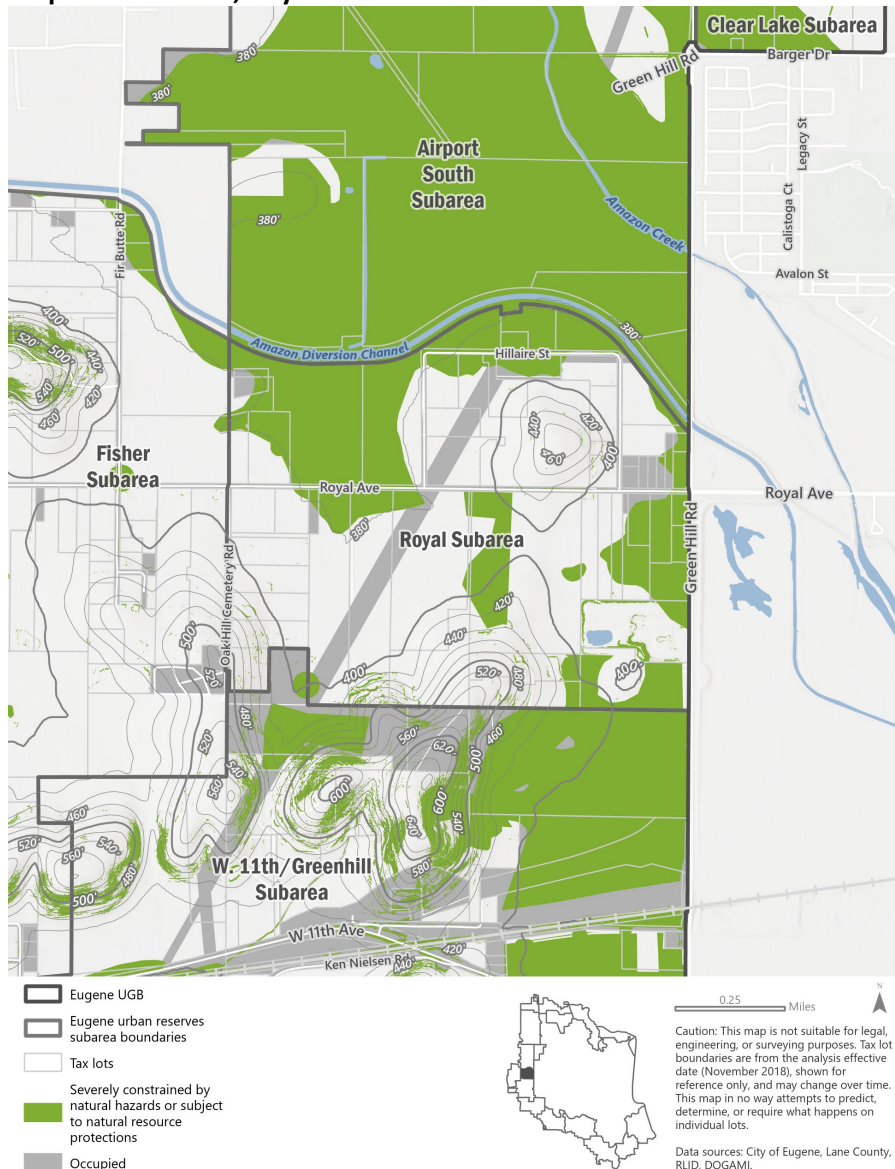 Clear Lake Subarea
Barger Dr
Green Hill Rd
380'
380'
Legacy St
Airport
South
Subarea
Calistoga Ct
380'
Amazon Creek
Fir Butte Rd
Avalon St
400'
380'
520'
500'
440'
Amazon Diversion Channel
Hillaire St
540'
420'
460'
440'
420'
460'
400'
Fisher
Subarea
Royal Ave
Royal Ave
380'
Royal Subarea
Green Hill Rd
Oak Hill Cemetery Rd
420'
500'
440'
520'
400'
520'
480'
400'
480'
560'
620'
460'
520'
500'
540'
560'
600'
600'
460'
540'
520'
540'
640'
560'
480'
580'
500'
W. 11th/Greenhill
Subarea
W 11th Ave
420'
Ken Nielsen Rd
440'
Eugene UGB
Eugene urban reserves
subarea boundaries
Tax lots
Severely constrained by
natural hazards or subject
to natural resource
protections
Occupied
0.25
Miles
N
Caution: This map is not suitable for legal,
engineering, or surveying purposes. Tax lot
boundaries are from the analysis effective
date (November 2018), shown for
reference only, and may change over time.
This map in no way attempts to predict,
determine, or require what happens on
individual lots.
Data sources: City of Eugene, Lane County,
RLID, DOGAMI.